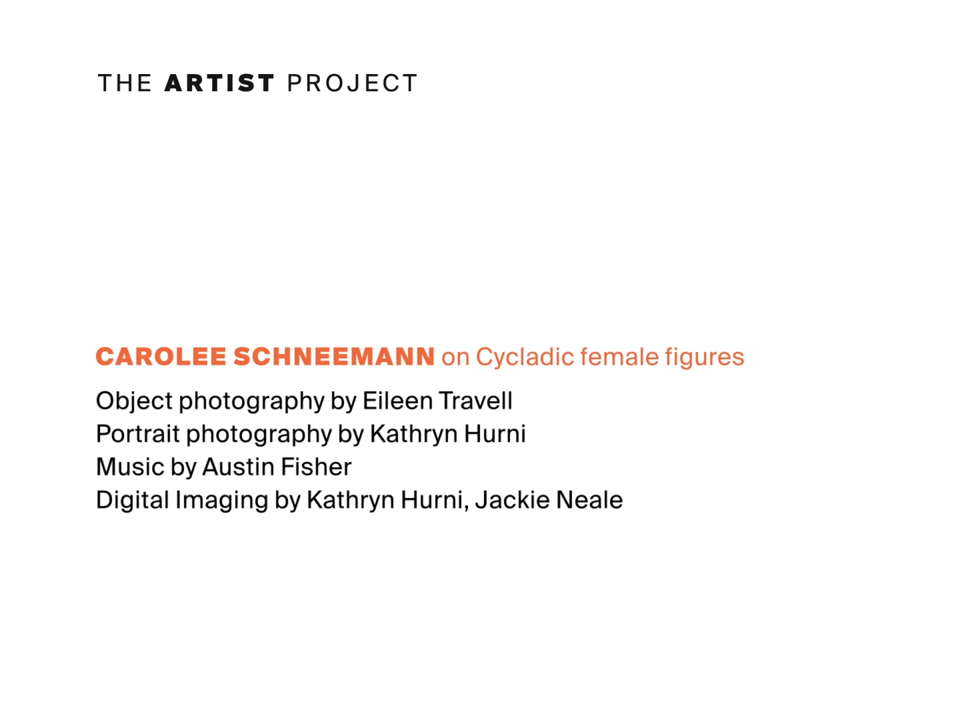 THE ARTIST PROJECT
CAROLEE SCHNEEMANN on Cycladic female figures
Object photography by Eileen Travell
Portrait photography by Kathryn Hurni
Music by Austin Fisher
Digital Imaging by Kathryn Hurni, Jackie Neale